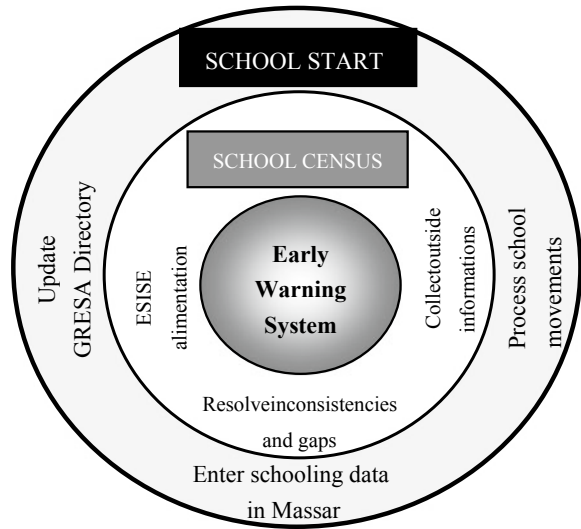 SCHOOL START
SCHOOL CENSUS
Update
GRESA Directory
ESISE
alimentation
Early
Warning
System
Collectoutside
informations
Process school
movements
Resolveinconsistencies
and gaps
Enter schooling data
in Massar